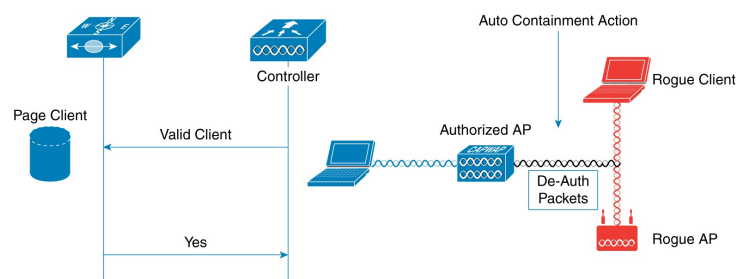 Auto Containment Action
W
E
Controller
Rogue Client
Page Client
Valid Client
Authorized AP
CAPWAP
De-Auth
Packets
Yes
Rogue AP